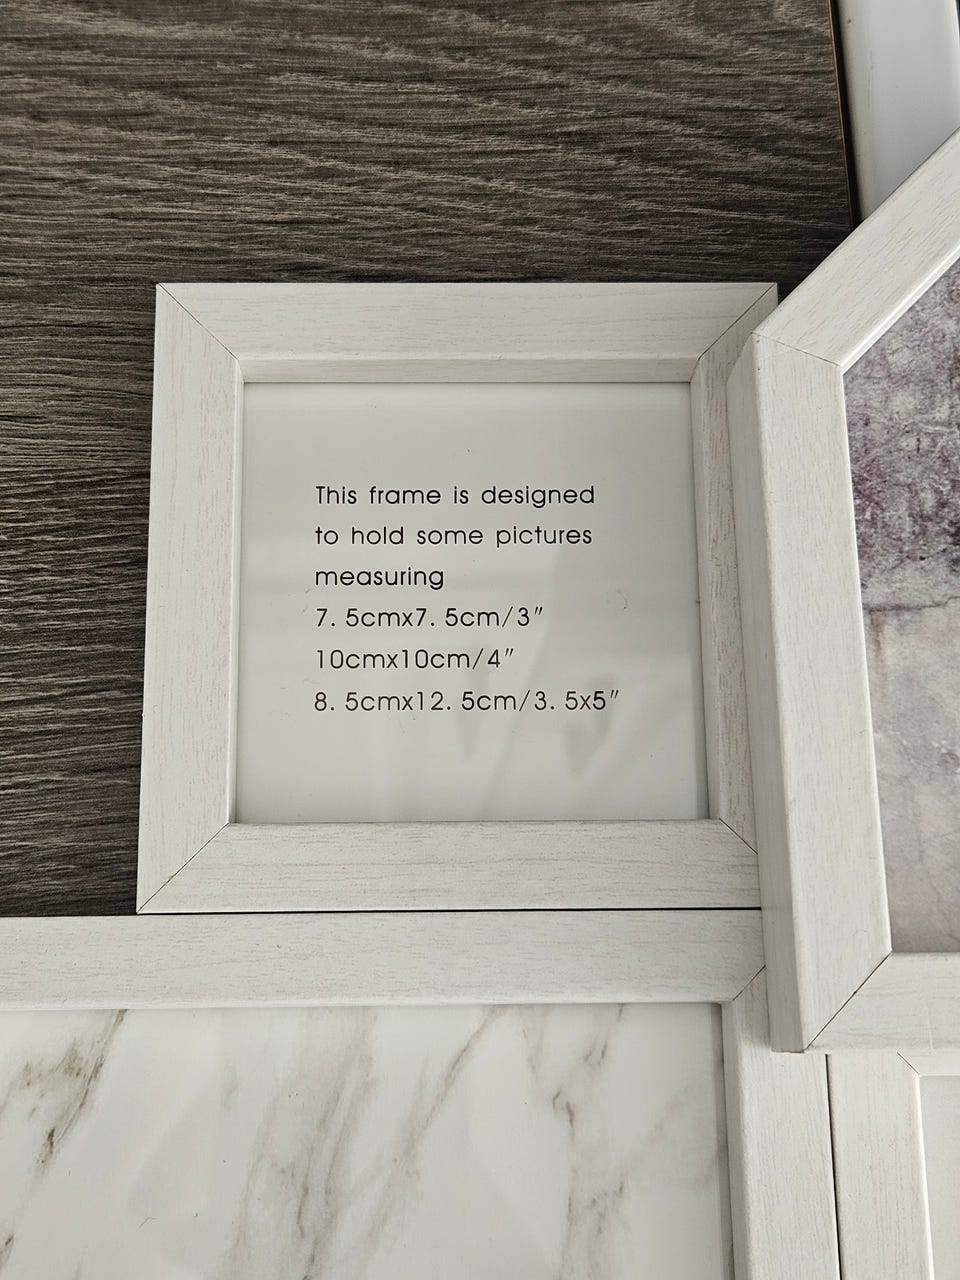 This frame is designed
to hold some pictures
measuring
7. 5cmx7. 5cm/3″
10cmx10cm/4″
8. 5cmx12. 5cm/3. 5x5″